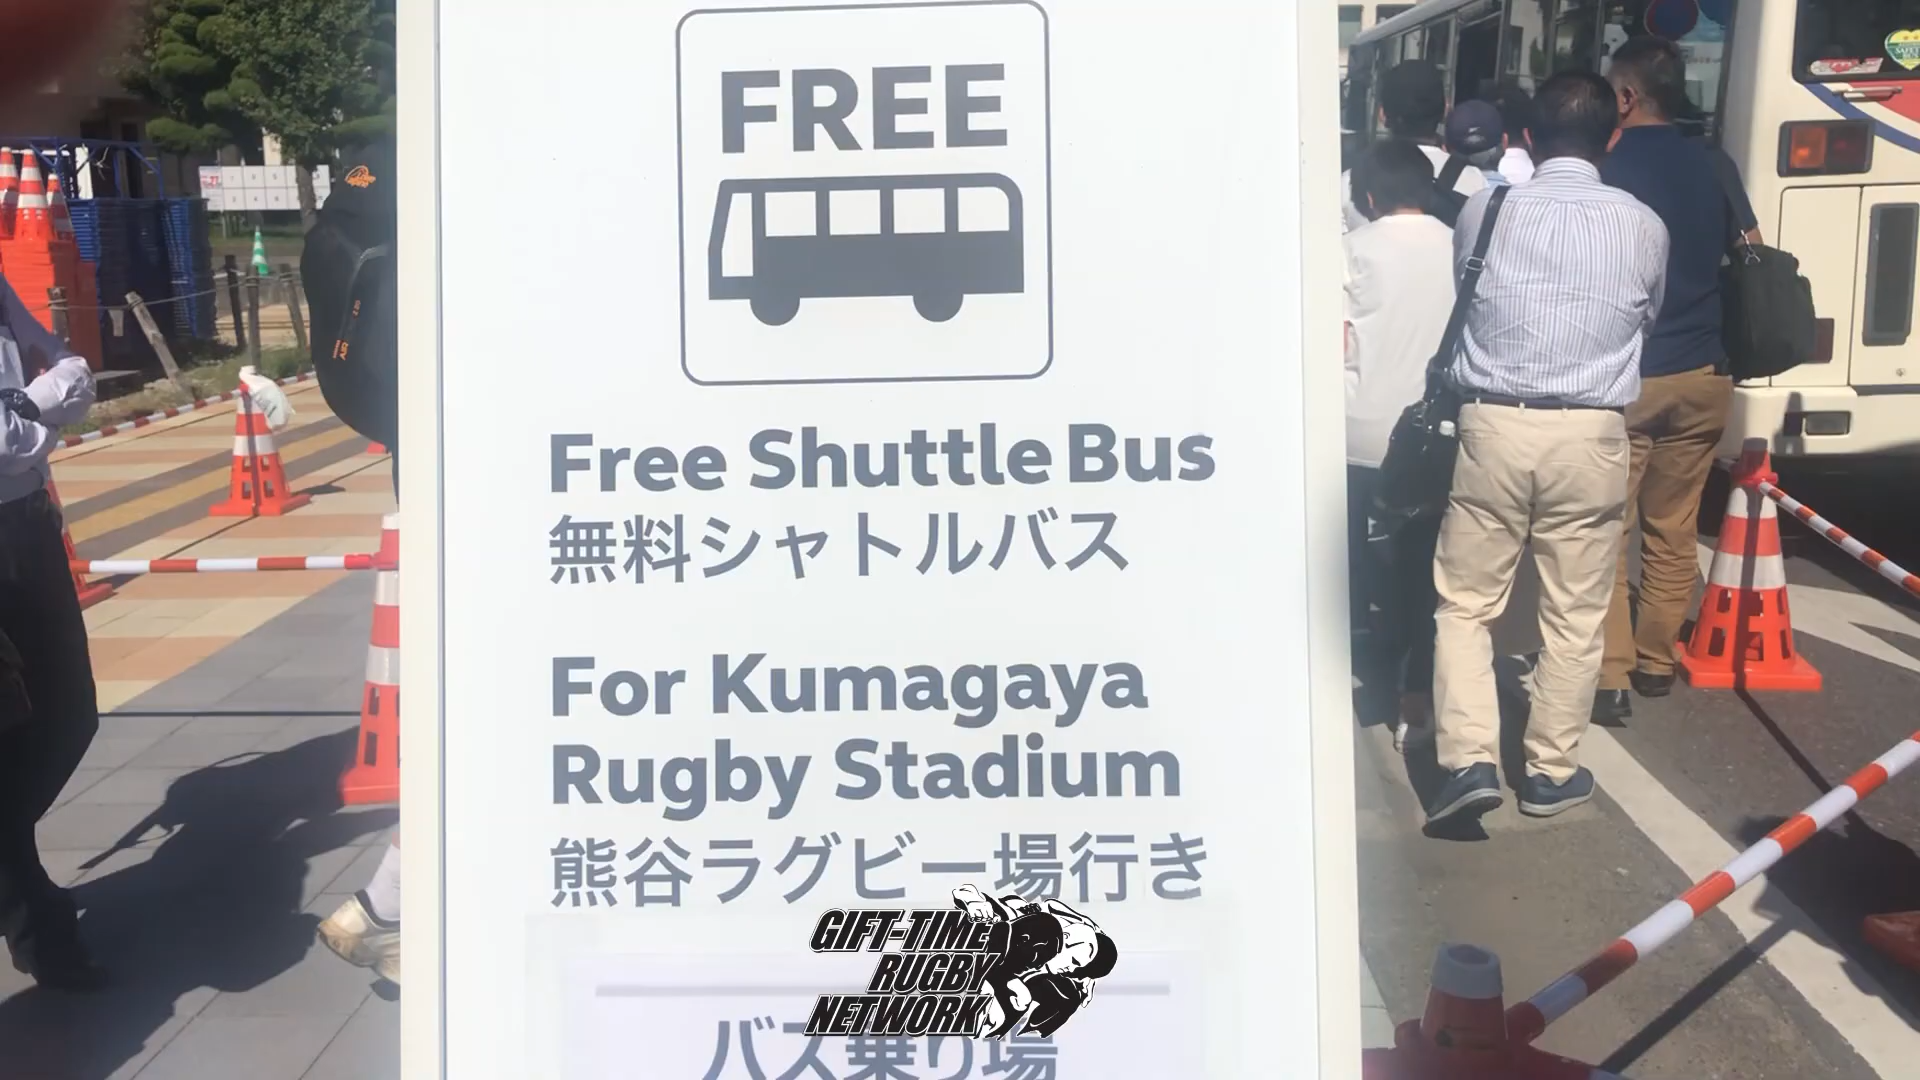 FREE
Free Shuttle Bus
無料シャトルバス
For Kumagaya
Rugby Stadium
熊谷ラグビー場行き
GIFT-TIME
RUGBY
NETWORK
バス乗り場